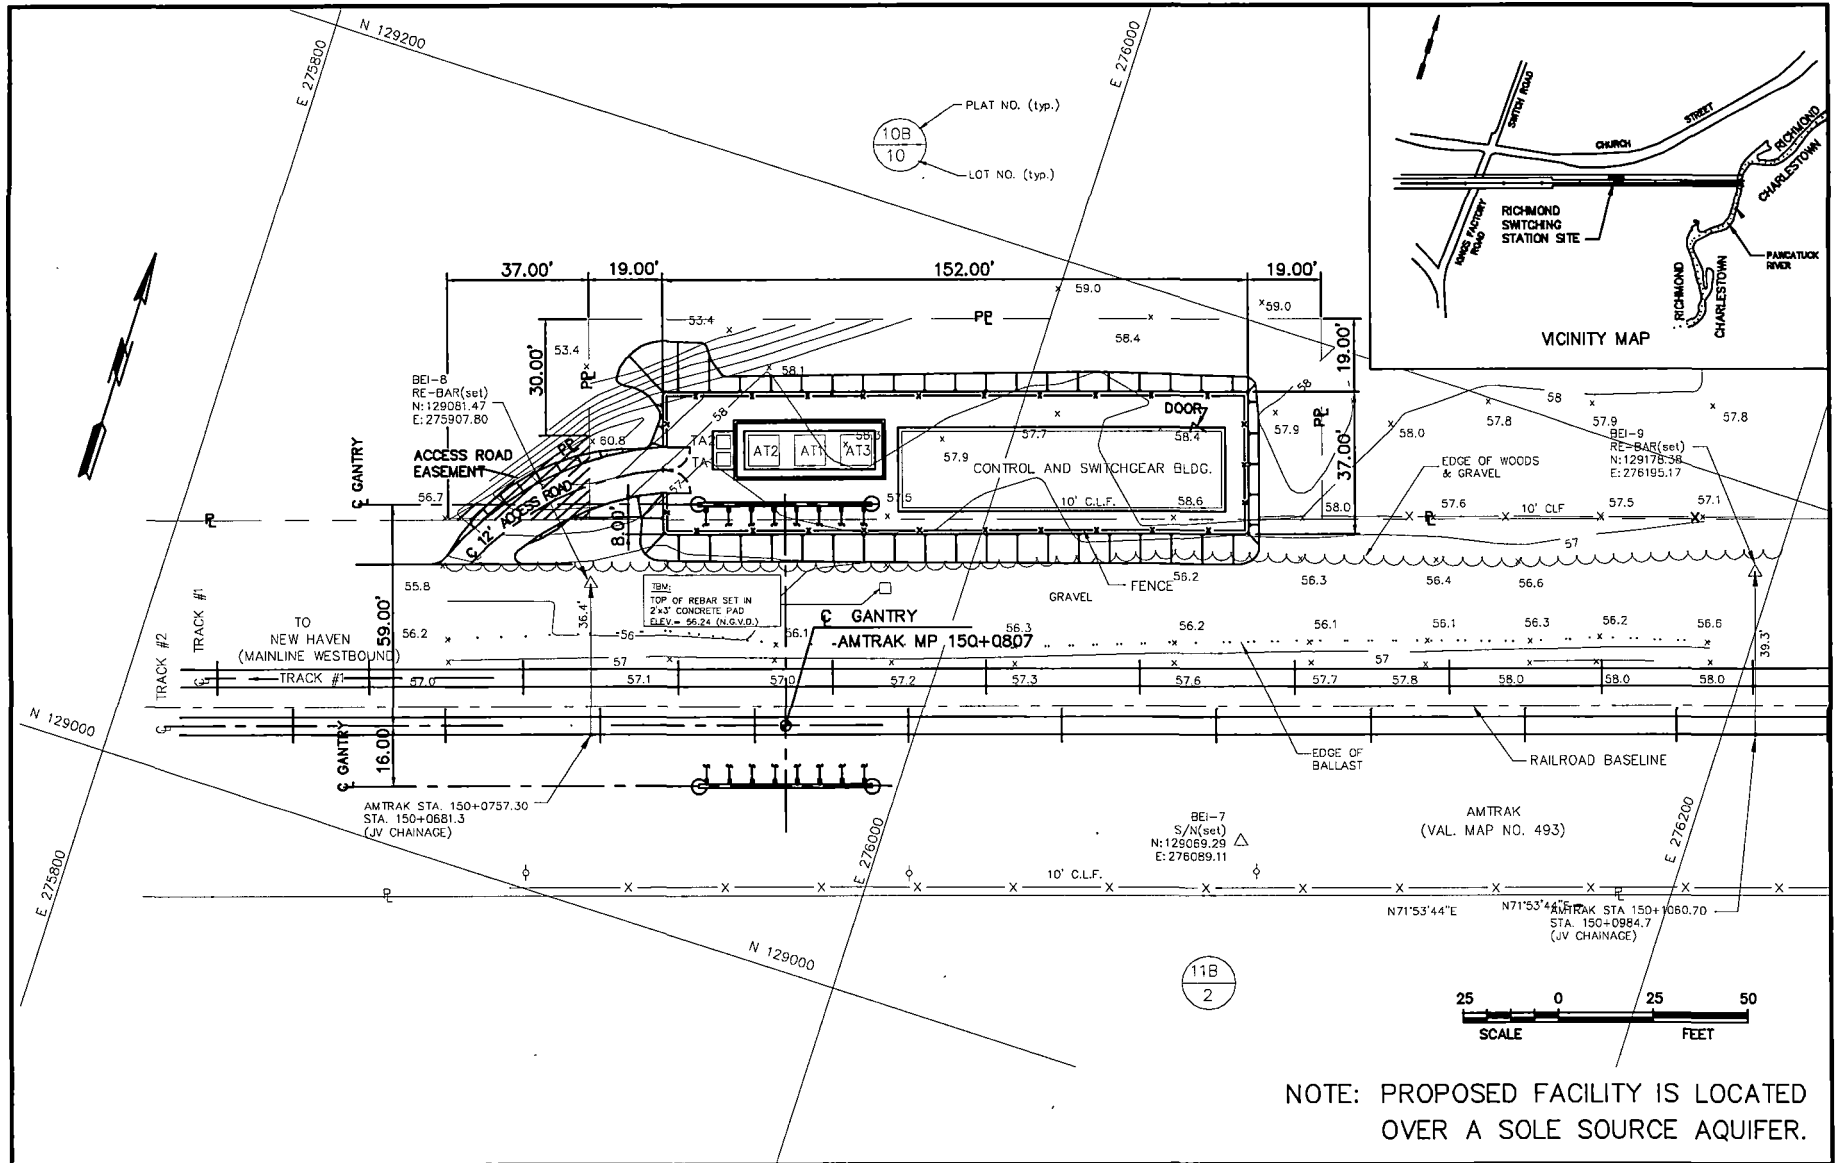 N 129200
E 275800
E 276000
PLAT NO. (typ.)
10B
10
LOT NO. (typ.)
SWITCH ROAD
CHURCH
STREET
RICHMOND
CHARLESTOWN
RICHMOND
SWITCHING
STATION SITE
KINGS FACTORY
ROAD
PAWCATUCK
RIVER
RICHMOND
CHARLESTOWN
VICINITY MAP
37.00'
19.00'
152.00'
19.00'
59.0
59.0
53.4
PL
58.4
53.4
30.00'
PL
58.1
19.00'
BEI-8
RE-BAR(set)
N:129081.47
E:275907.80
58
58
58
57.8
57.9
57.8
DOOR
57.7
58.4
57.9
PL
58.0
BEI-9
RE-BAR(set)
N:129178.38
E:276195.17
60.8
PL
TA2
AT2
AT1
AT3
57.9
CONTROL AND SWITCHGEAR BLDG.
37.00'
EDGE OF WOODS
& GRAVEL
ACCESS ROAD
EASEMENT
℄ GANTRY
56.7
ACCESS ROAD
℄ 12'
57.5
10' C.L.F.
58.6
58.0
57.6
10' CLF
57.5
57.1
PL
PL
8.00'
57
55.8
TBM:
TOP OF REBAR SET IN
2'x3' CONCRETE PAD
ELEV.= 56.24 (N.G.V.D.)
FENCE
GRAVEL
56.2
56.3
56.4
56.6
36.4'
59.00'
TRACK #2
TRACK #1
TO
NEW HAVEN
(MAINLINE WESTBOUND)
56.2
56
56.1
℄ GANTRY
AMTRAK MP 150+0807
56.3
56.2
56.1
56.1
56.3
56.2
56.6
39.3'
57
57
TRACK #1
57.0
57.1
57.0
57.2
57.3
57.6
57.7
57.8
58.0
58.0
58.0
N 129000
℄ GANTRY
16.00'
EDGE OF
BALLAST
RAILROAD BASELINE
AMTRAK STA. 150+0757.30
STA. 150+0681.3
(JV CHAINAGE)
BEI-7
S/N(set)
N:129069.29
E:276089.11
AMTRAK
(VAL. MAP NO. 493)
E 275800
E 276000
E 276200
10' C.L.F.
PL
PL
N71°53'44"E
N71°53'44"E
AMTRAK STA 150+1060.70
STA. 150+0984.7
(JV CHAINAGE)
N 129000
11B
2
25 0 25 50
SCALE FEET
NOTE: PROPOSED FACILITY IS LOCATED
OVER A SOLE SOURCE AQUIFER.